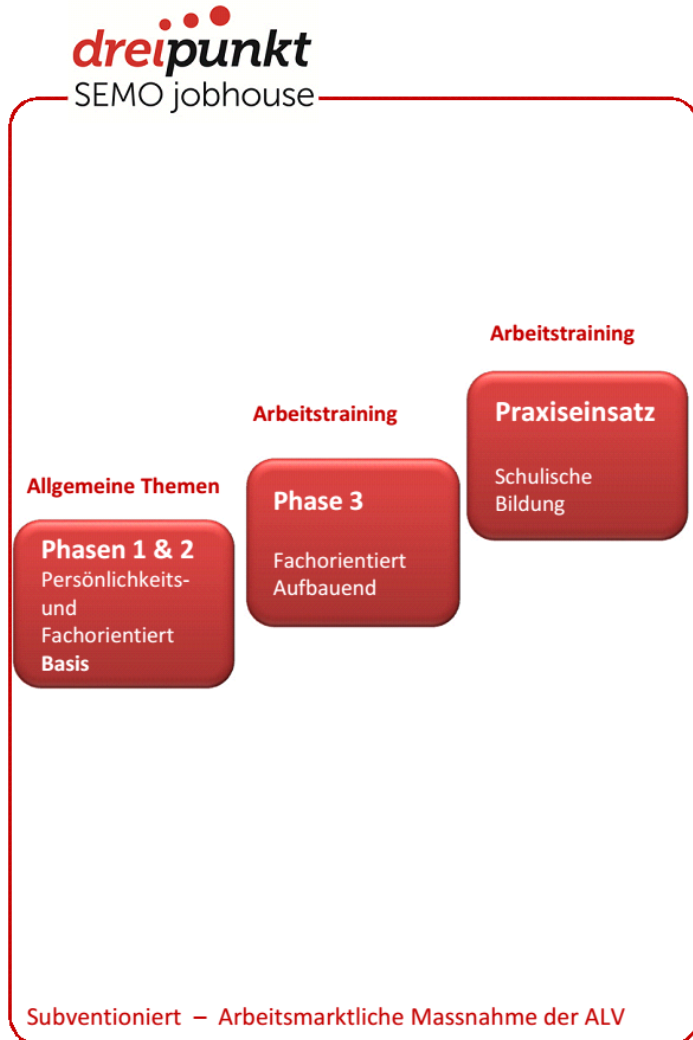 dreipunkt
SEMO jobhouse
Allgemeine Themen
Phasen 1 & 2
Persönlichkeits-
und
Fachorientiert
Basis
Arbeitstraining
Phase 3
Fachorientiert
Aufbauend
Arbeitstraining
Praxiseinsatz
Schulische
Bildung
Subventioniert – Arbeitsmarktliche Massnahme der ALV